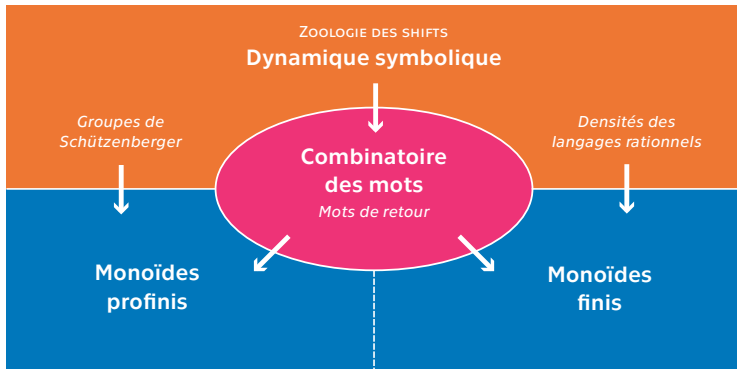 ZOOLOGIE DES SHIFTS
Dynamique symbolique
Groupes de
Schützenberger
Densités des
langages rationnels
Combinatoire
des mots
Mots de retour
Monoïdes
profinis
Monoïdes
finis